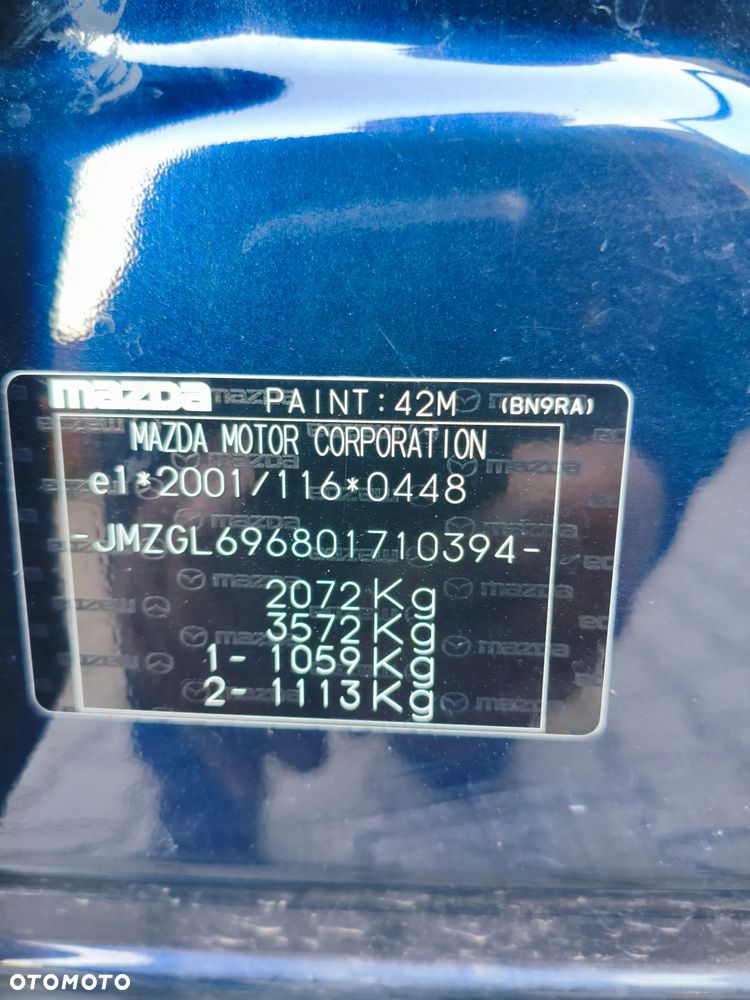 mazda PAINT: 42M (BN9RA)
MAZDA MOTOR CORPORATION
e1*2001/116*0448
-JMZGL696801710394-
2072Kg
3572Kg
1- 1059Kg
2- 1113Kg
OTOMOTO